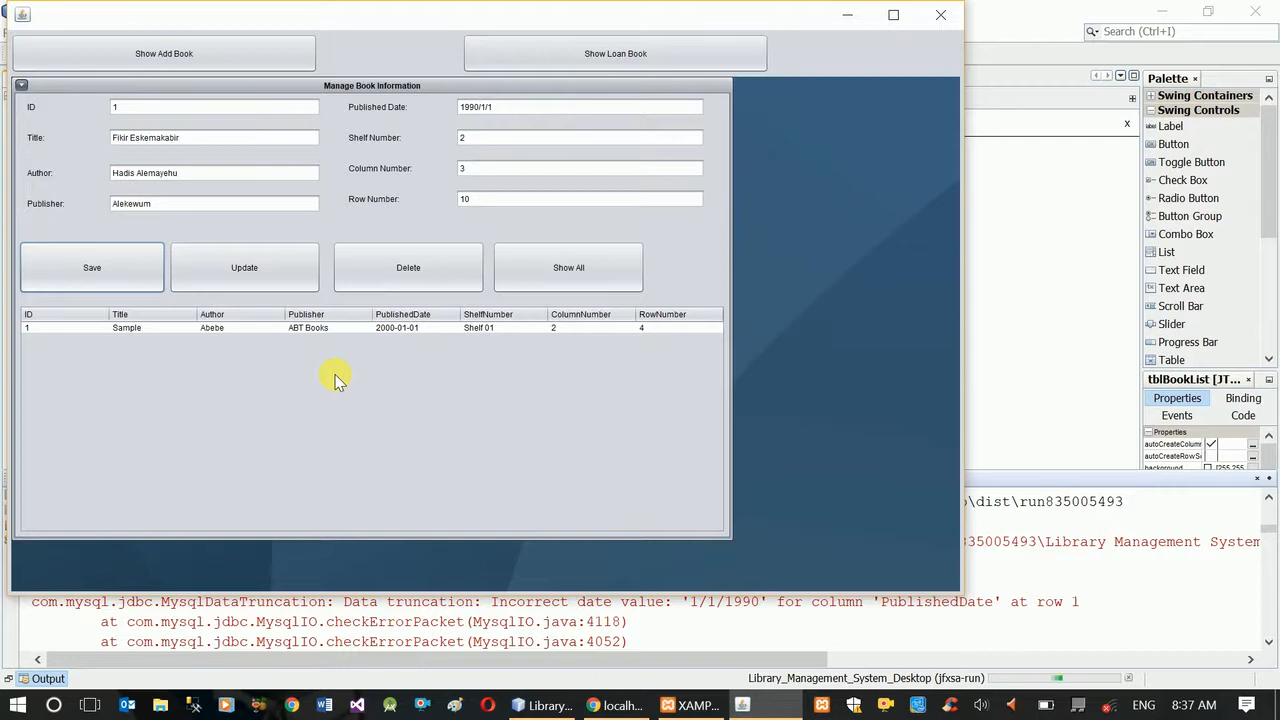 Show Add Book
Show Loan Book
Search (Ctrl+I)
Manage Book Information
ID 1 Published Date: 1990/1/1
Title: Fikir Eskemakabir Shelf Number: 2
Author: Hadis Alemayehu Column Number: 3
Publisher: Alekewum Row Number: 10
Save Update Delete Show All
ID Title Author Publisher PublishedDate ShelfNumber ColumnNumber RowNumber
1 Sample Abebe ABT Books 2000-01-01 Shelf 01 2 4
Palette
Swing Containers
Swing Controls
Label
Button
Toggle Button
Check Box
Radio Button
Button Group
Combo Box
List
Text Field
Text Area
Scroll Bar
Slider
Progress Bar
Table
tblBookList [JT...
Properties Binding
Events Code
Properties
autoCreateColum
autoCreateRowS
background [255,255,
\dist\run835005493
835005493\Library Management System
com.mysql.jdbc.MysqlDataTruncation: Data truncation: Incorrect date value: '1/1/1990' for column 'PublishedDate' at row 1
at com.mysql.jdbc.MysqlIO.checkErrorPacket(MysqlIO.java:4118)
at com.mysql.jdbc.MysqlIO.checkErrorPacket(MysqlIO.java:4052)
Output
Library_Management_System_Desktop (jfxsa-run)
Library... localh... XAMP... ENG 8:37 AM